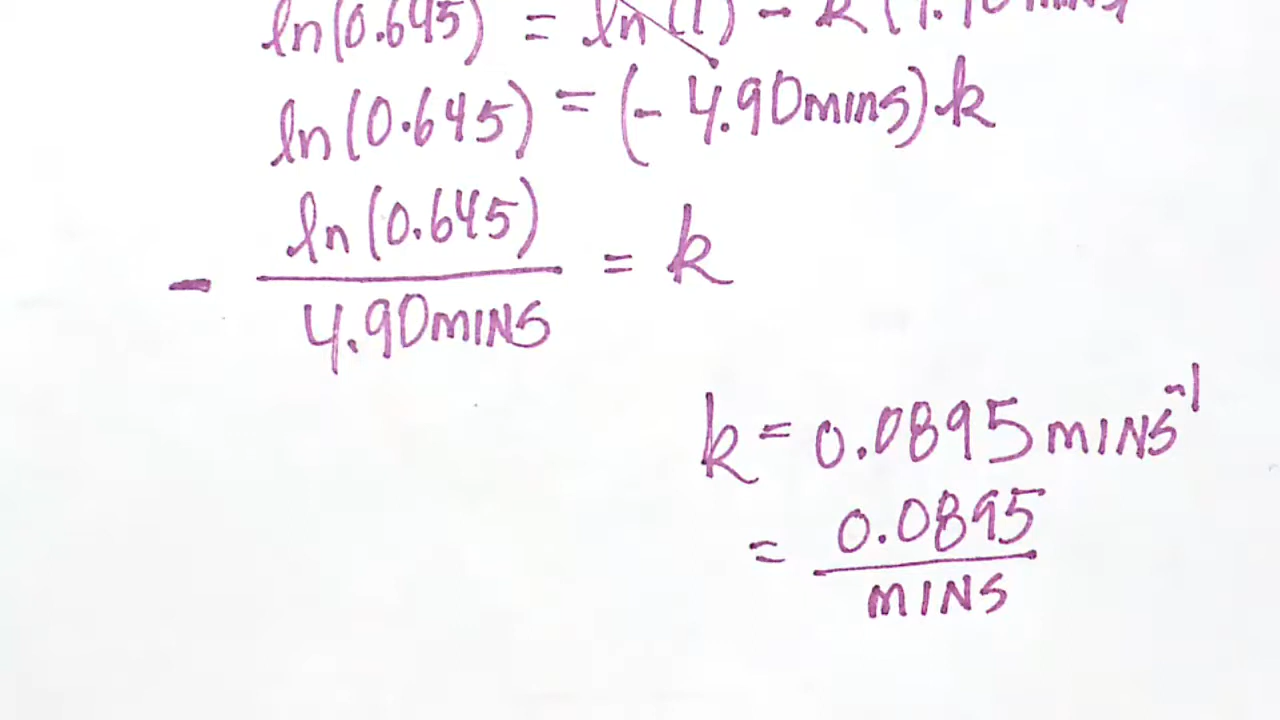 ln(0.645) = ln(1) - k(4.90mins)
ln(0.645) = (- 4.90mins) k
- ln(0.645) / 4.90MINS = k
k = 0.0895 MINS⁻¹
= 0.0895 / MINS